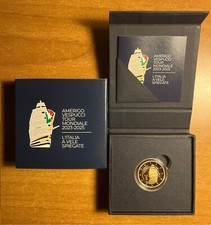 AMERIGO
VESPUCCI
TOUR
MONDIALE
2023-2025
L'ITALIA
A VELE
SPIEGATE
AMERIGO
VESPUCCI
TOUR
MONDIALE
2023-2025
L'ITALIA
A VELE
SPIEGATE